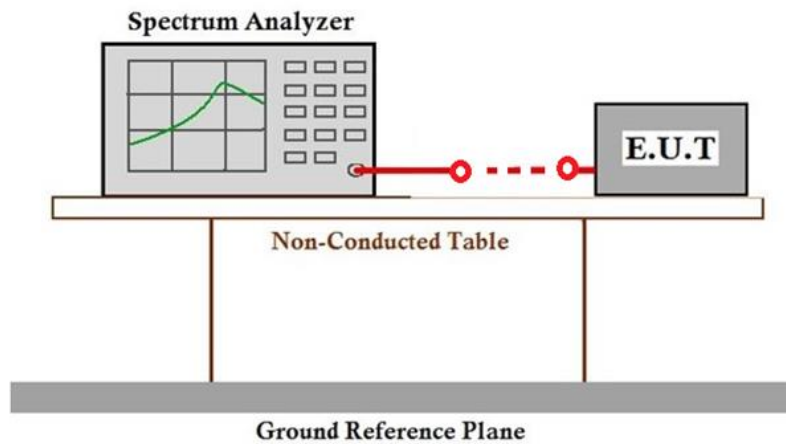 Spectrum Analyzer
E.U.T
Non-Conducted Table
Ground Reference Plane